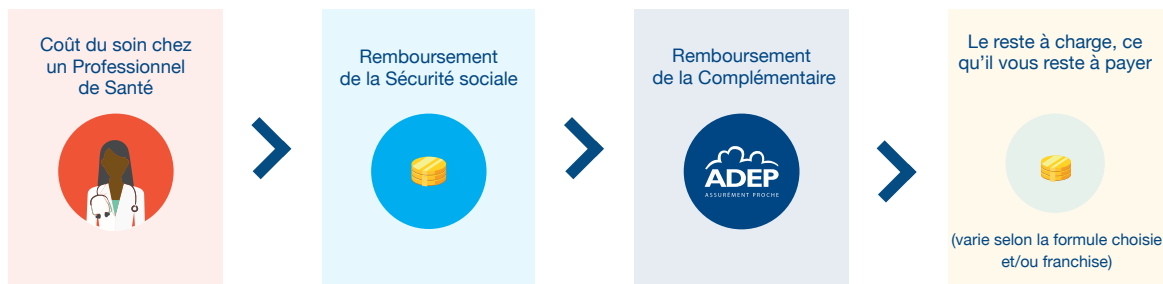 Coût du soin chez
un Professionnel
de Santé
Remboursement
de la Sécurité sociale
Remboursement
de la Complémentaire
ADEP
ASSURÉMENT PROCHE
Le reste à charge, ce
qu'il vous reste à payer
(varie selon la formule choisie
et/ou franchise)